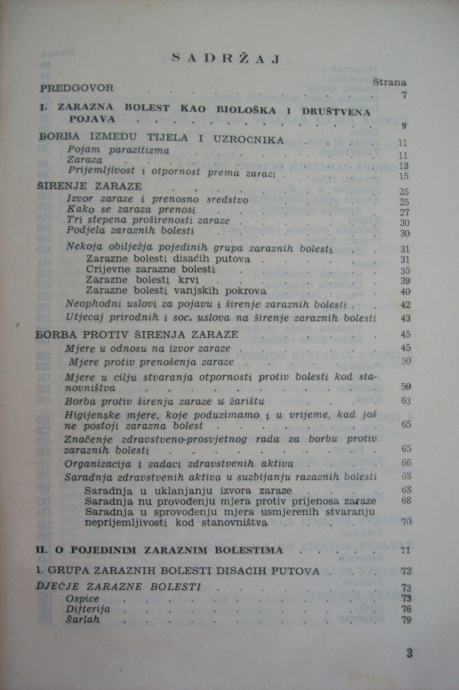 SADRŽAJ
Strana
PREDGOVOR . . . . . . . . 7
I. ZARAZNA BOLEST KAO BIOLOŠKA I DRUŠTVENA
POJAVA . . . . . . . . 9
BORBA IZMEĐU TIJELA I UZROČNIKA . . . . 11
Pojam parazitizma . . . . . . . 11
Zaraza . . . . . . . . 13
Prijemljivost i otpornost prema zarazi . . . . 15
ŠIRENJE ZARAZE . . . . . . . 25
Izvor zaraze i prenosno sredstvo . . . . 25
Kako se zaraza prenosi . . . . . 27
Tri stepena proširenosti zaraze . . . . 30
Podjela zaraznih bolesti . . . . . 30
Nekoja obilježja pojedinih grupa zaraznih bolesti . 31
Zarazne bolesti disaćih putova . . . . 31
Crijevne zarazne bolesti . . . . . 35
Zarazne bolesti krvi . . . . . 39
Zarazne bolesti vanjskih pokrova . . . 40
Neophodni uslovi za pojavu i širenje zaraznih bolesti . 42
Utjecaj prirodnih i soc. uslova na širenje zaraznih bolesti 43
BORBA PROTIV ŠIRENJA ZARAZE . . . . 45
Mjere u odnosu na izvor zaraze . . . . 45
Mjere protiv prenošenja zaraze . . . . 50
Mjere u cilju stvaranja otpornosti protiv bolesti kod sta-
novništva . . . . . . . . 59
Borba protiv širenja zaraze u žarištu . . . 63
Higijenske mjere, koje poduzimamo i u vrijeme, kad još
ne postoji zarazna bolest . . . . . 65
Značenje zdravstveno-prosvjetnog rada za borbu protiv
zaraznih bolesti . . . . . . . 65
Organizacija i zadaci zdravstvenih aktiva . . . 66
Saradnja zdravstvenih aktiva u suzbijanju razaznih bolesti 68
Saradnja u uklanjanju izvora zaraze . . . 68
Saradnja nu provođenju mjera protiv prijenosa zaraze 68
Saradnja u sprovođenju mjera usmjerenih stvaranju
neprijemljivosti kod stanovništva . . . . 70
II. O POJEDINIM ZARAZNIM BOLESTIMA . . . . 71
1. GRUPA ZARAZNIH BOLESTI DISAĆIH PUTOVA . . . 73
DJEČJE ZARAZNE BOLESTI . . . . . 73
Ospice . . . . . . . . 73
Difterija . . . . . . . . 76
Šarlah . . . . . . . . 79
3